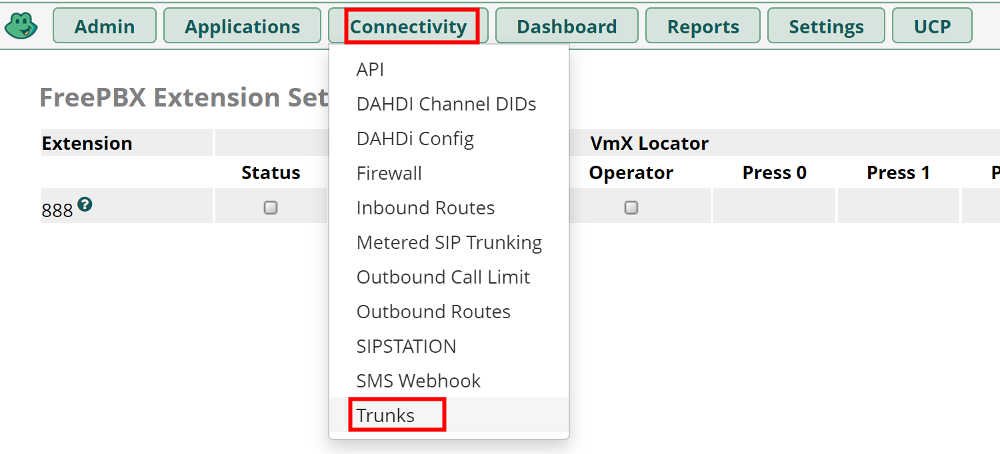 Admin Applications Connectivity Dashboard Reports Settings UCP
API
DAHDI Channel DIDs
DAHDi Config
Firewall
Inbound Routes
Metered SIP Trunking
Outbound Call Limit
Outbound Routes
SIPSTATION
SMS Webhook
Trunks
FreePBX Extension Set
Extension VmX Locator
Status Operator Press 0 Press 1 P
888 ?